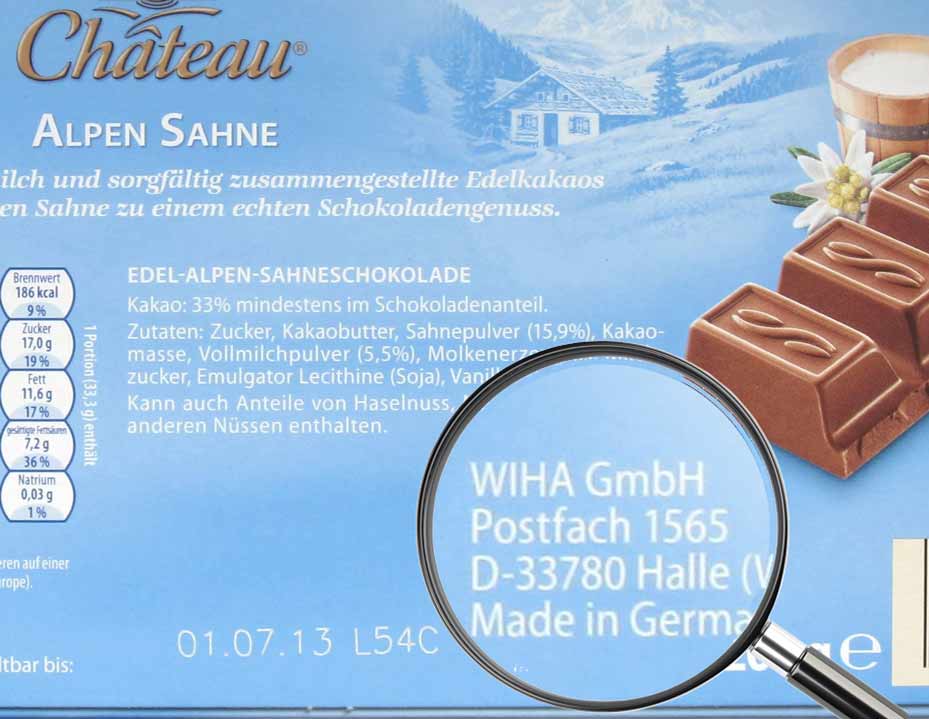 Château®
ALPEN SAHNE
ilch und sorgfältig zusammengestellte Edelkakaos
en Sahne zu einem echten Schokoladengenuss.
Brennwert
186 kcal
9 %
Zucker
17,0 g
19 %
Fett
11,6 g
17 %
gesättigte Fettsäuren
7,2 g
36 %
Natrium
0,03 g
1 %
1 Portion (33,3 g) enthält
EDEL-ALPEN-SAHNESCHOKOLADE
Kakao: 33% mindestens im Schokoladenanteil.
Zutaten: Zucker, Kakaobutter, Sahnepulver (15,9%), Kakao-
masse, Vollmilchpulver (5,5%), Molkenerz
zucker, Emulgator Lecithine (Soja), Vanil
Kann auch Anteile von Haselnuss,
anderen Nüssen enthalten.
WIHA GmbH
Postfach 1565
D-33780 Halle (W
Made in Germa
eren auf einer
urope).
01.07.13 L54C
ltbar bis:
g e